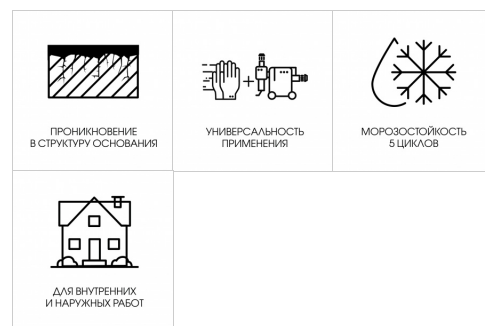 ПРОНИКНОВЕНИЕ
В СТРУКТУРУ ОСНОВАНИЯ
УНИВЕРСАЛЬНОСТЬ
ПРИМЕНЕНИЯ
МОРОЗОСТОЙКОСТЬ
5 ЦИКЛОВ
ДЛЯ ВНУТРЕННИХ
И НАРУЖНЫХ РАБОТ